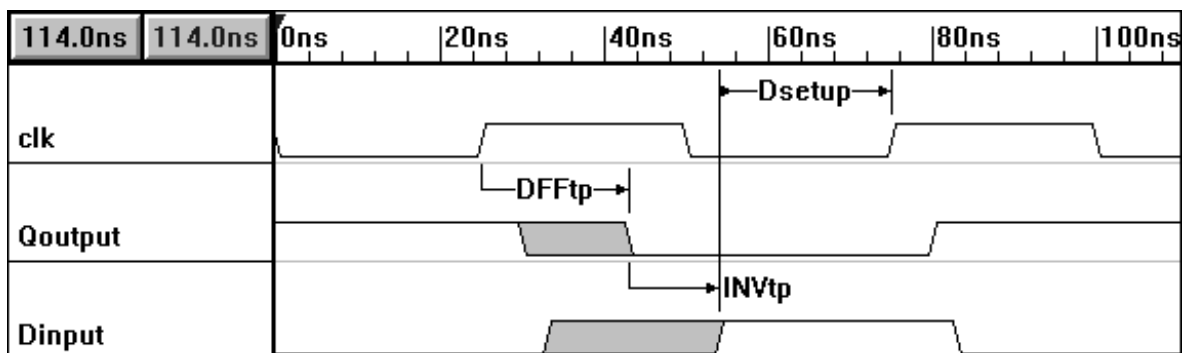 114.0ns 114.0ns 0ns 20ns 40ns 60ns 80ns 100ns
Dsetup
clk
DFFtp
Qoutput
INVtp
Dinput